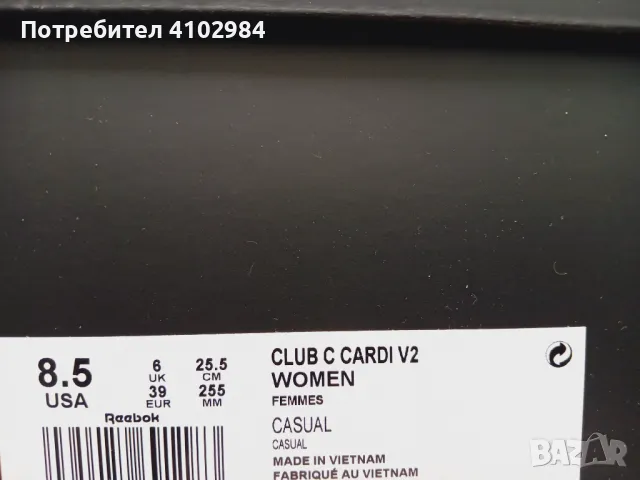 Потребител 4102984
8.5 6 25.5 CLUB C CARDI V2
UK CM WOMEN
USA 39 255 FEMMES
EUR MM
Reebok CASUAL
CASUAL
MADE IN VIETNAM
FABRIQUÉ AU VIETNAM
BAZAR